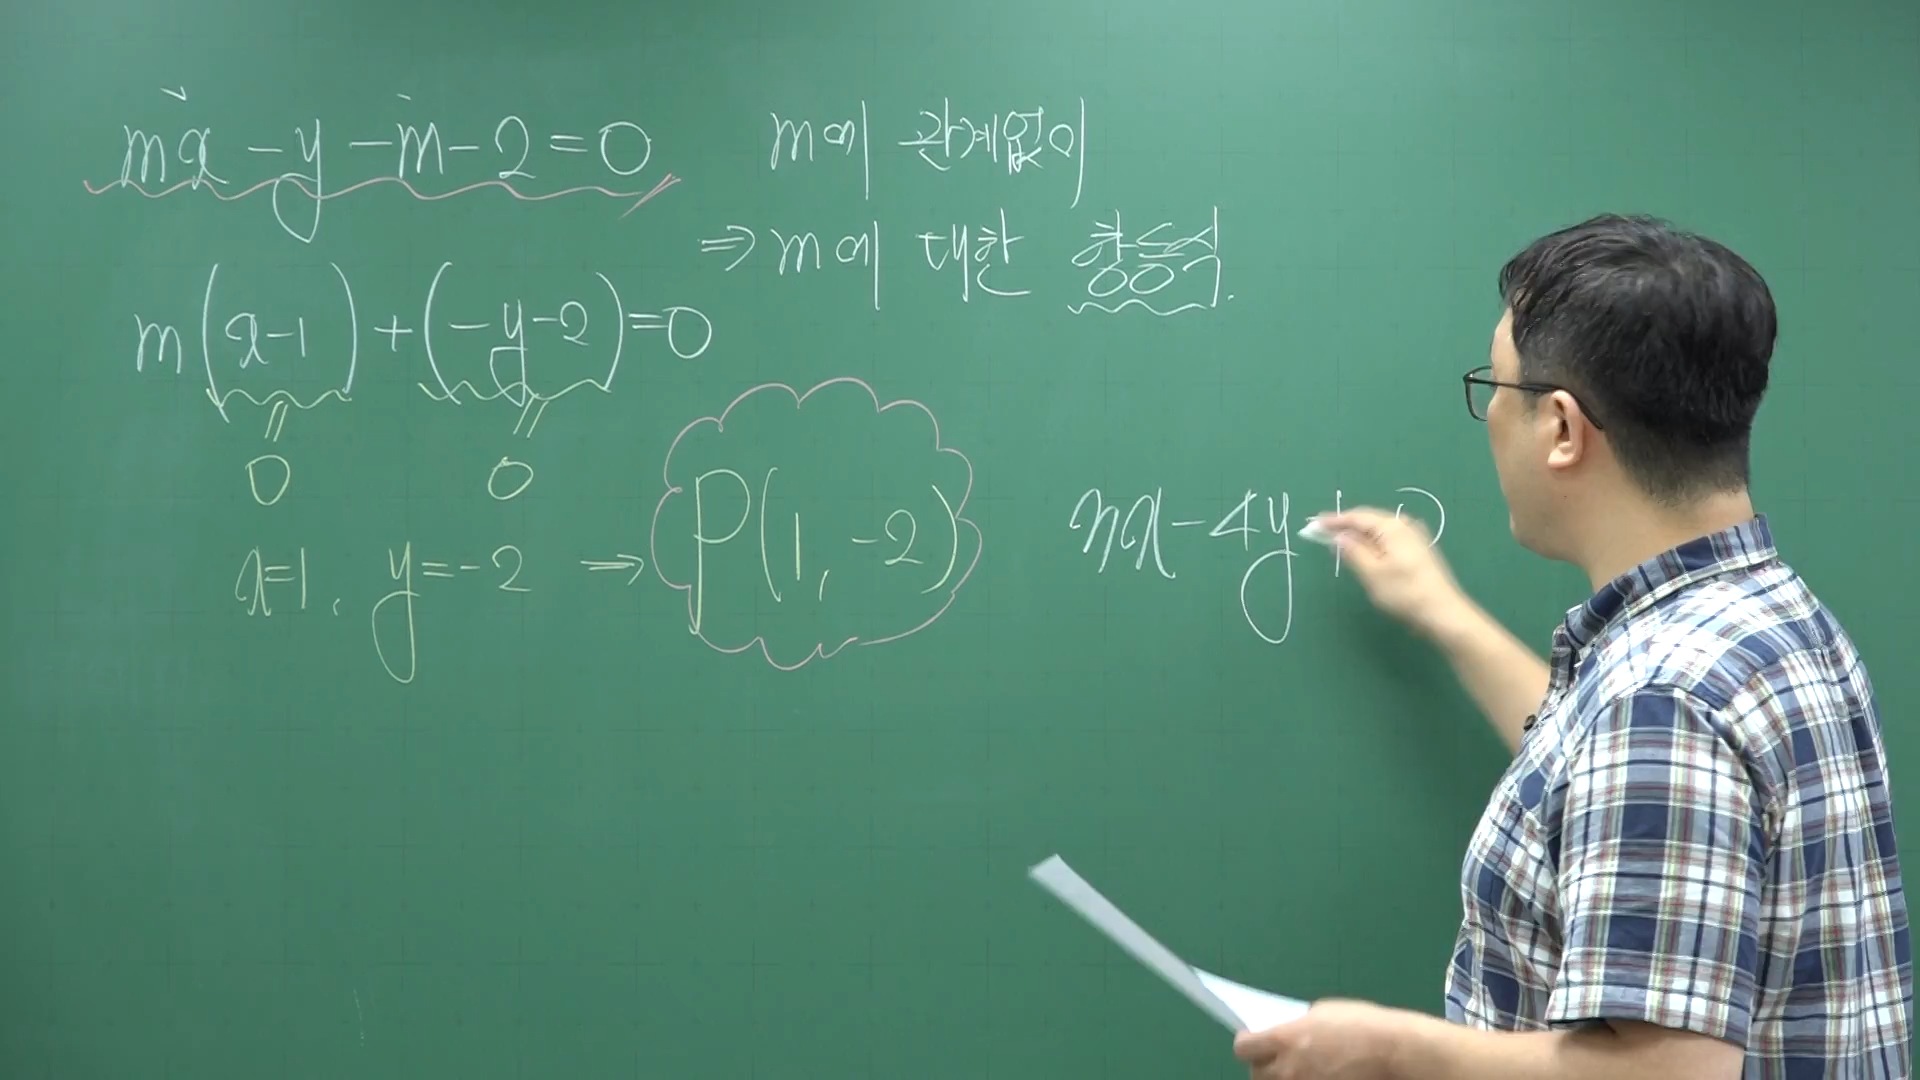 mx-y-m-2=0
m에 관계없이
⇒ m에 대한 항등식.
m(x-1)+(-y-2)=0
0 0
x=1, y=-2 → P(1, -2)
nx-4y